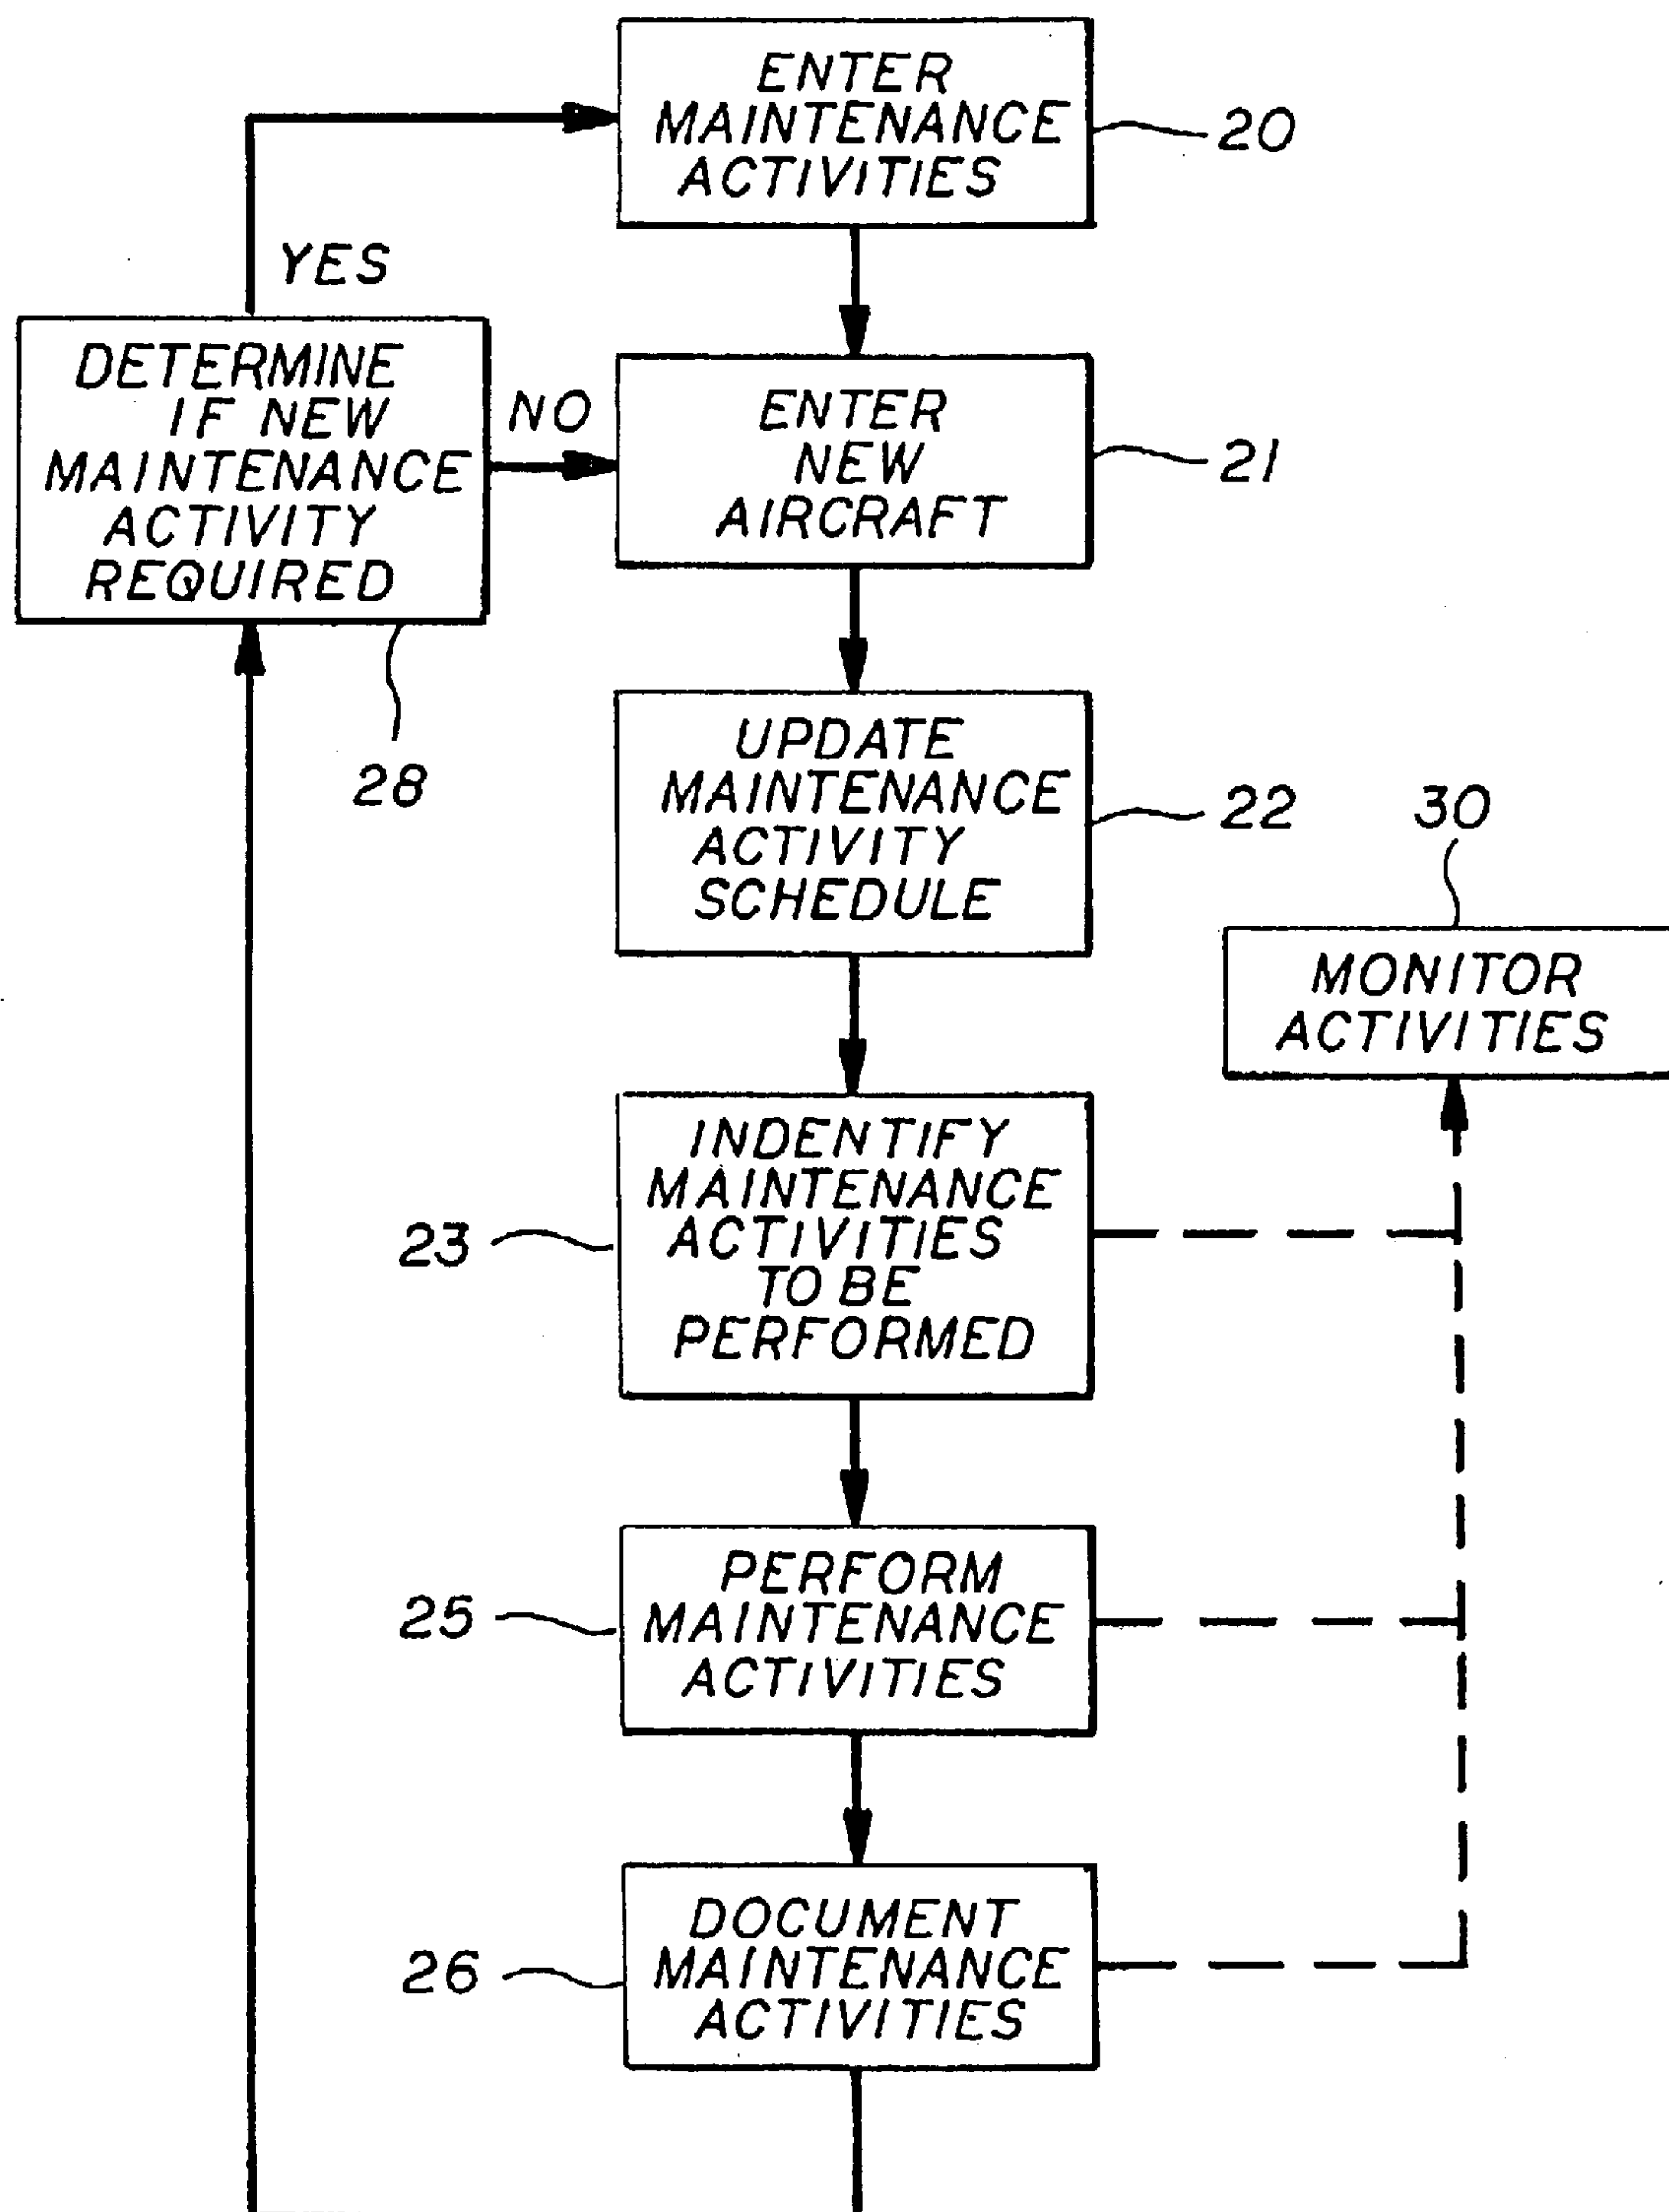 ENTER
MAINTENANCE
ACTIVITIES
20
YES
DETERMINE
IF NEW
MAINTENANCE
ACTIVITY
REQUIRED
NO
28
ENTER
NEW
AIRCRAFT
21
UPDATE
MAINTENANCE
ACTIVITY
SCHEDULE
22
30
MONITOR
ACTIVITIES
INDENTIFY
MAINTENANCE
ACTIVITIES
TO BE
PERFORMED
23
PERFORM
MAINTENANCE
ACTIVITIES
25
DOCUMENT
MAINTENANCE
ACTIVITIES
26